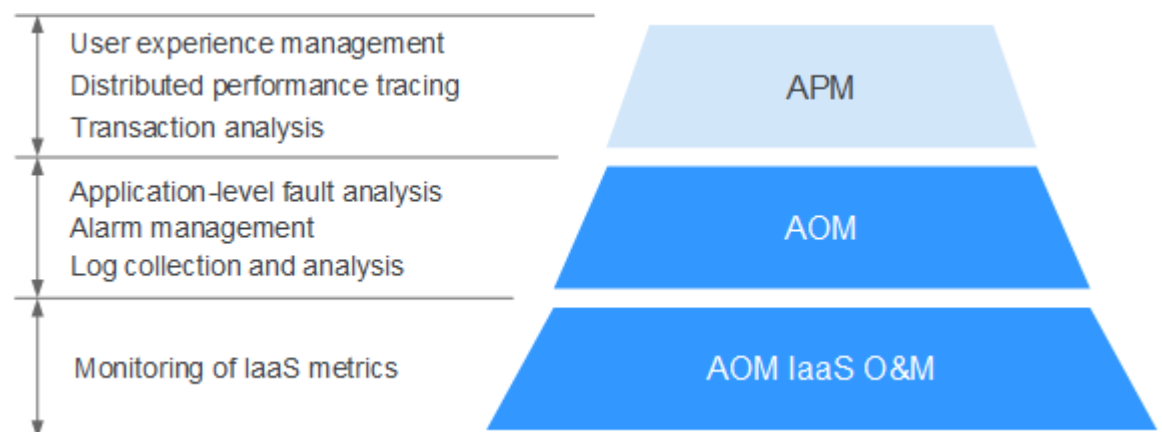 User experience management
Distributed performance tracing
Transaction analysis
APM
Application-level fault analysis
Alarm management
Log collection and analysis
AOM
Monitoring of IaaS metrics
AOM IaaS O&M